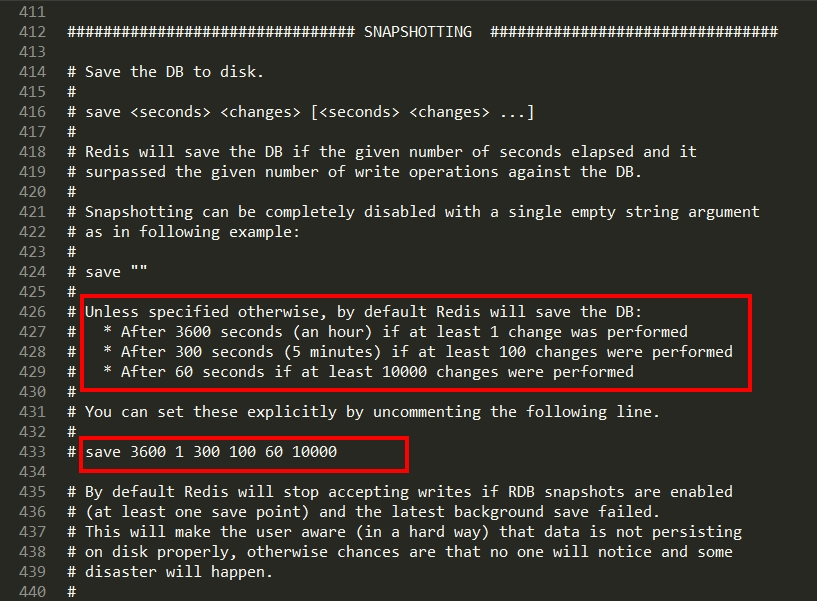 411
412 ################################ SNAPSHOTTING  ################################
413
414 # Save the DB to disk.
415 #
416 # save <seconds> <changes> [<seconds> <changes> ...]
417 #
418 # Redis will save the DB if the given number of seconds elapsed and it
419 # surpassed the given number of write operations against the DB.
420 #
421 # Snapshotting can be completely disabled with a single empty string argument
422 # as in following example:
423 #
424 # save ""
425 #
426 # Unless specified otherwise, by default Redis will save the DB:
427 #   * After 3600 seconds (an hour) if at least 1 change was performed
428 #   * After 300 seconds (5 minutes) if at least 100 changes were performed
429 #   * After 60 seconds if at least 10000 changes were performed
430 #
431 # You can set these explicitly by uncommenting the following line.
432 #
433 # save 3600 1 300 100 60 10000
434
435 # By default Redis will stop accepting writes if RDB snapshots are enabled
436 # (at least one save point) and the latest background save failed.
437 # This will make the user aware (in a hard way) that data is not persisting
438 # on disk properly, otherwise chances are that no one will notice and some
439 # disaster will happen.
440 #